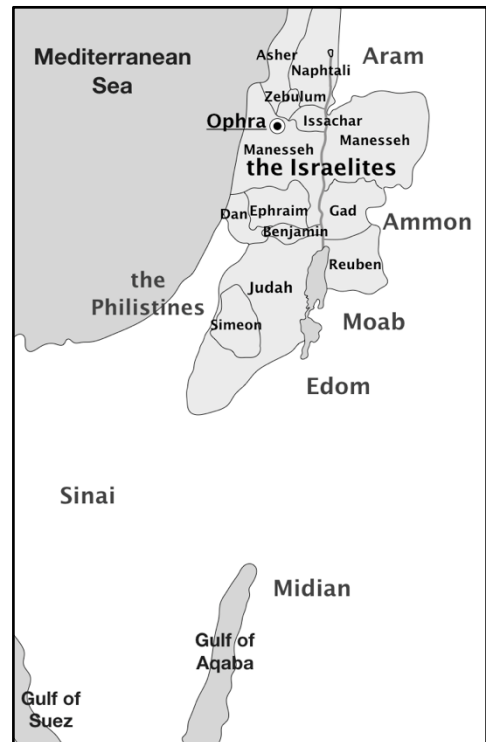 Mediterranean
Sea
Asher
Naphtali
Aram
Zebulum
Ophra
Issachar
Manesseh
Manesseh
the Israelites
Dan
Ephraim
Gad
Ammon
Benjamin
Reuben
the
Philistines
Judah
Simeon
Moab
Edom
Sinai
Midian
Gulf of
Aqaba
Gulf of
Suez